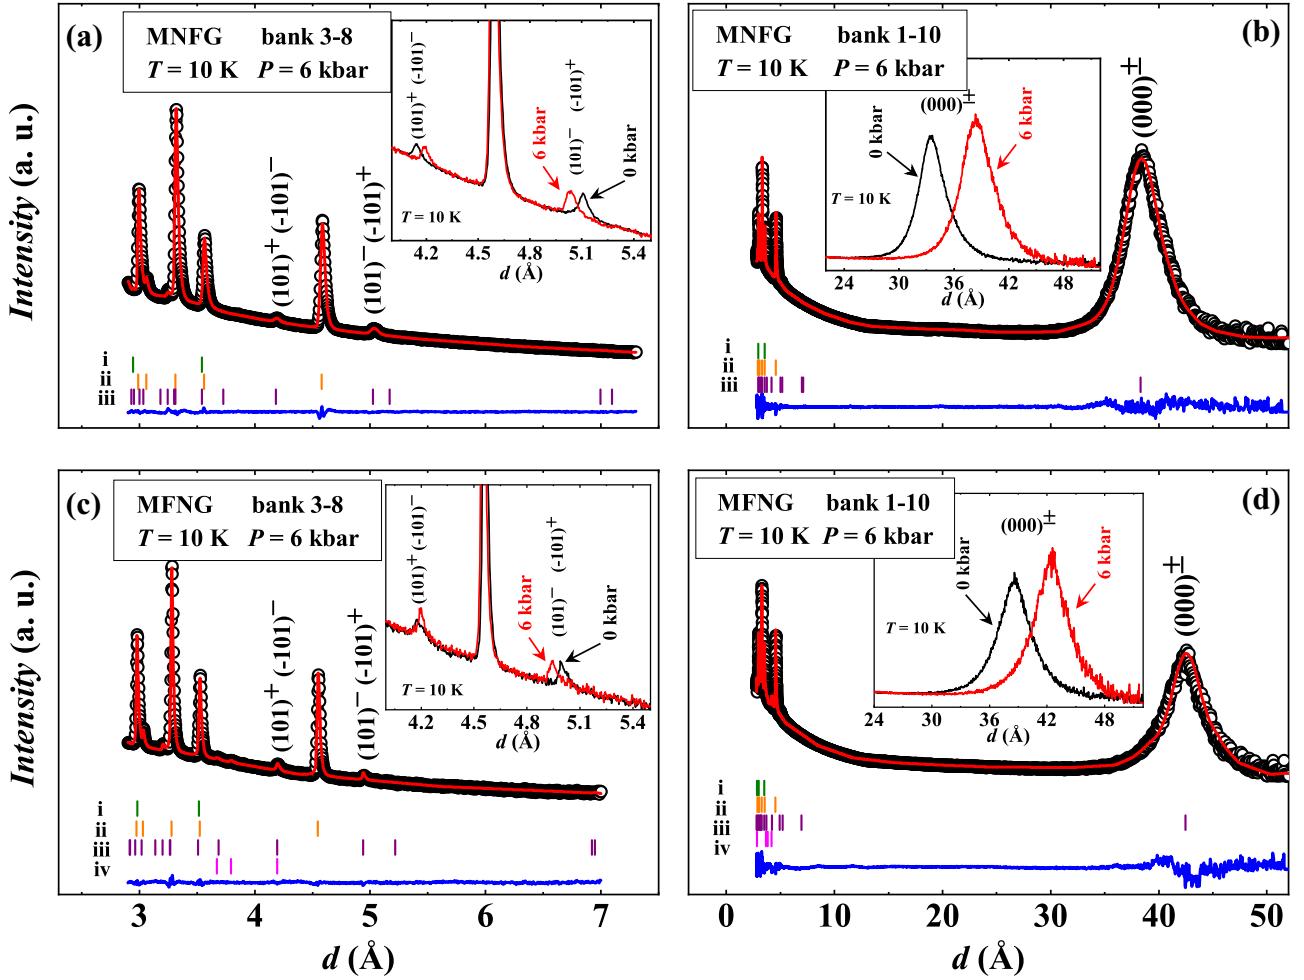 (a)
MNFG bank 3-8
T = 10 K P = 6 kbar
(101)⁺ (-101)⁻
6 kbar
(101)⁻ (-101)⁺
0 kbar
T = 10 K
4.2 4.5 4.8 5.1 5.4
d (Å)
(101)⁺ (-101)⁻
(101)⁻ (-101)⁺
Intensity (a. u.)
i
ii
iii
(b)
MNFG bank 1-10
T = 10 K P = 6 kbar
(000)±
0 kbar
6 kbar
T = 10 K
24 30 36 42 48
d (Å)
(000)±
i
ii
iii
(c)
MFNG bank 3-8
T = 10 K P = 6 kbar
(101)⁺ (-101)⁻
6 kbar
(101)⁻ (-101)⁺
0 kbar
T = 10 K
4.2 4.5 4.8 5.1 5.4
d (Å)
(101)⁺ (-101)⁻
(101)⁻ (-101)⁺
Intensity (a. u.)
i
ii
iii
iv
3 4 5 6 7
d (Å)
(d)
MFNG bank 1-10
T = 10 K P = 6 kbar
(000)±
0 kbar
6 kbar
T = 10 K
24 30 36 42 48
d (Å)
(000)±
i
ii
iii
iv
0 10 20 30 40 50
d (Å)